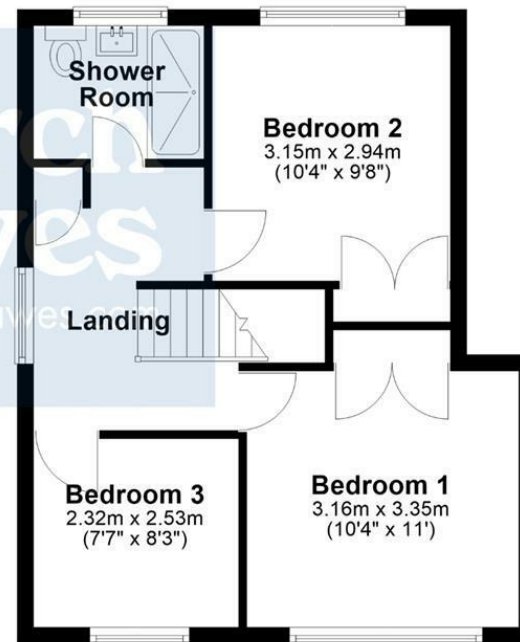 Shower
Room
Bedroom 2
3.15m x 2.94m
(10'4" x 9'8")
Landing
Bedroom 3
2.32m x 2.53m
(7'7" x 8'3")
Bedroom 1
3.16m x 3.35m
(10'4" x 11')